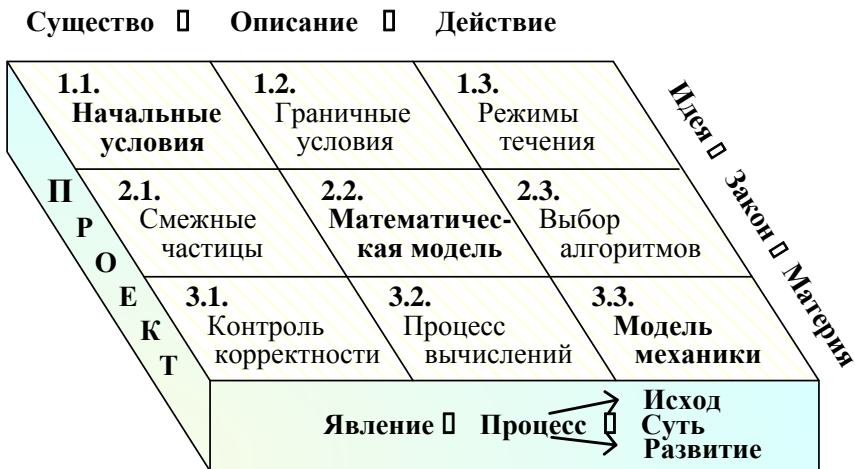 Существо ▯ Описание ▯ Действие
1.1.
Начальные
условия
1.2.
Граничные
условия
1.3.
Режимы
течения
2.1.
Смежные
частицы
2.2.
Математичес-
кая модель
2.3.
Выбор
алгоритмов
3.1.
Контроль
корректности
3.2.
Процесс
вычислений
3.3.
Модель
механики
ПРОЕКТ
Идея ▯ Закон ▯ Материя
Явление ▯ Процесс ▯
Исход
Суть
Развитие